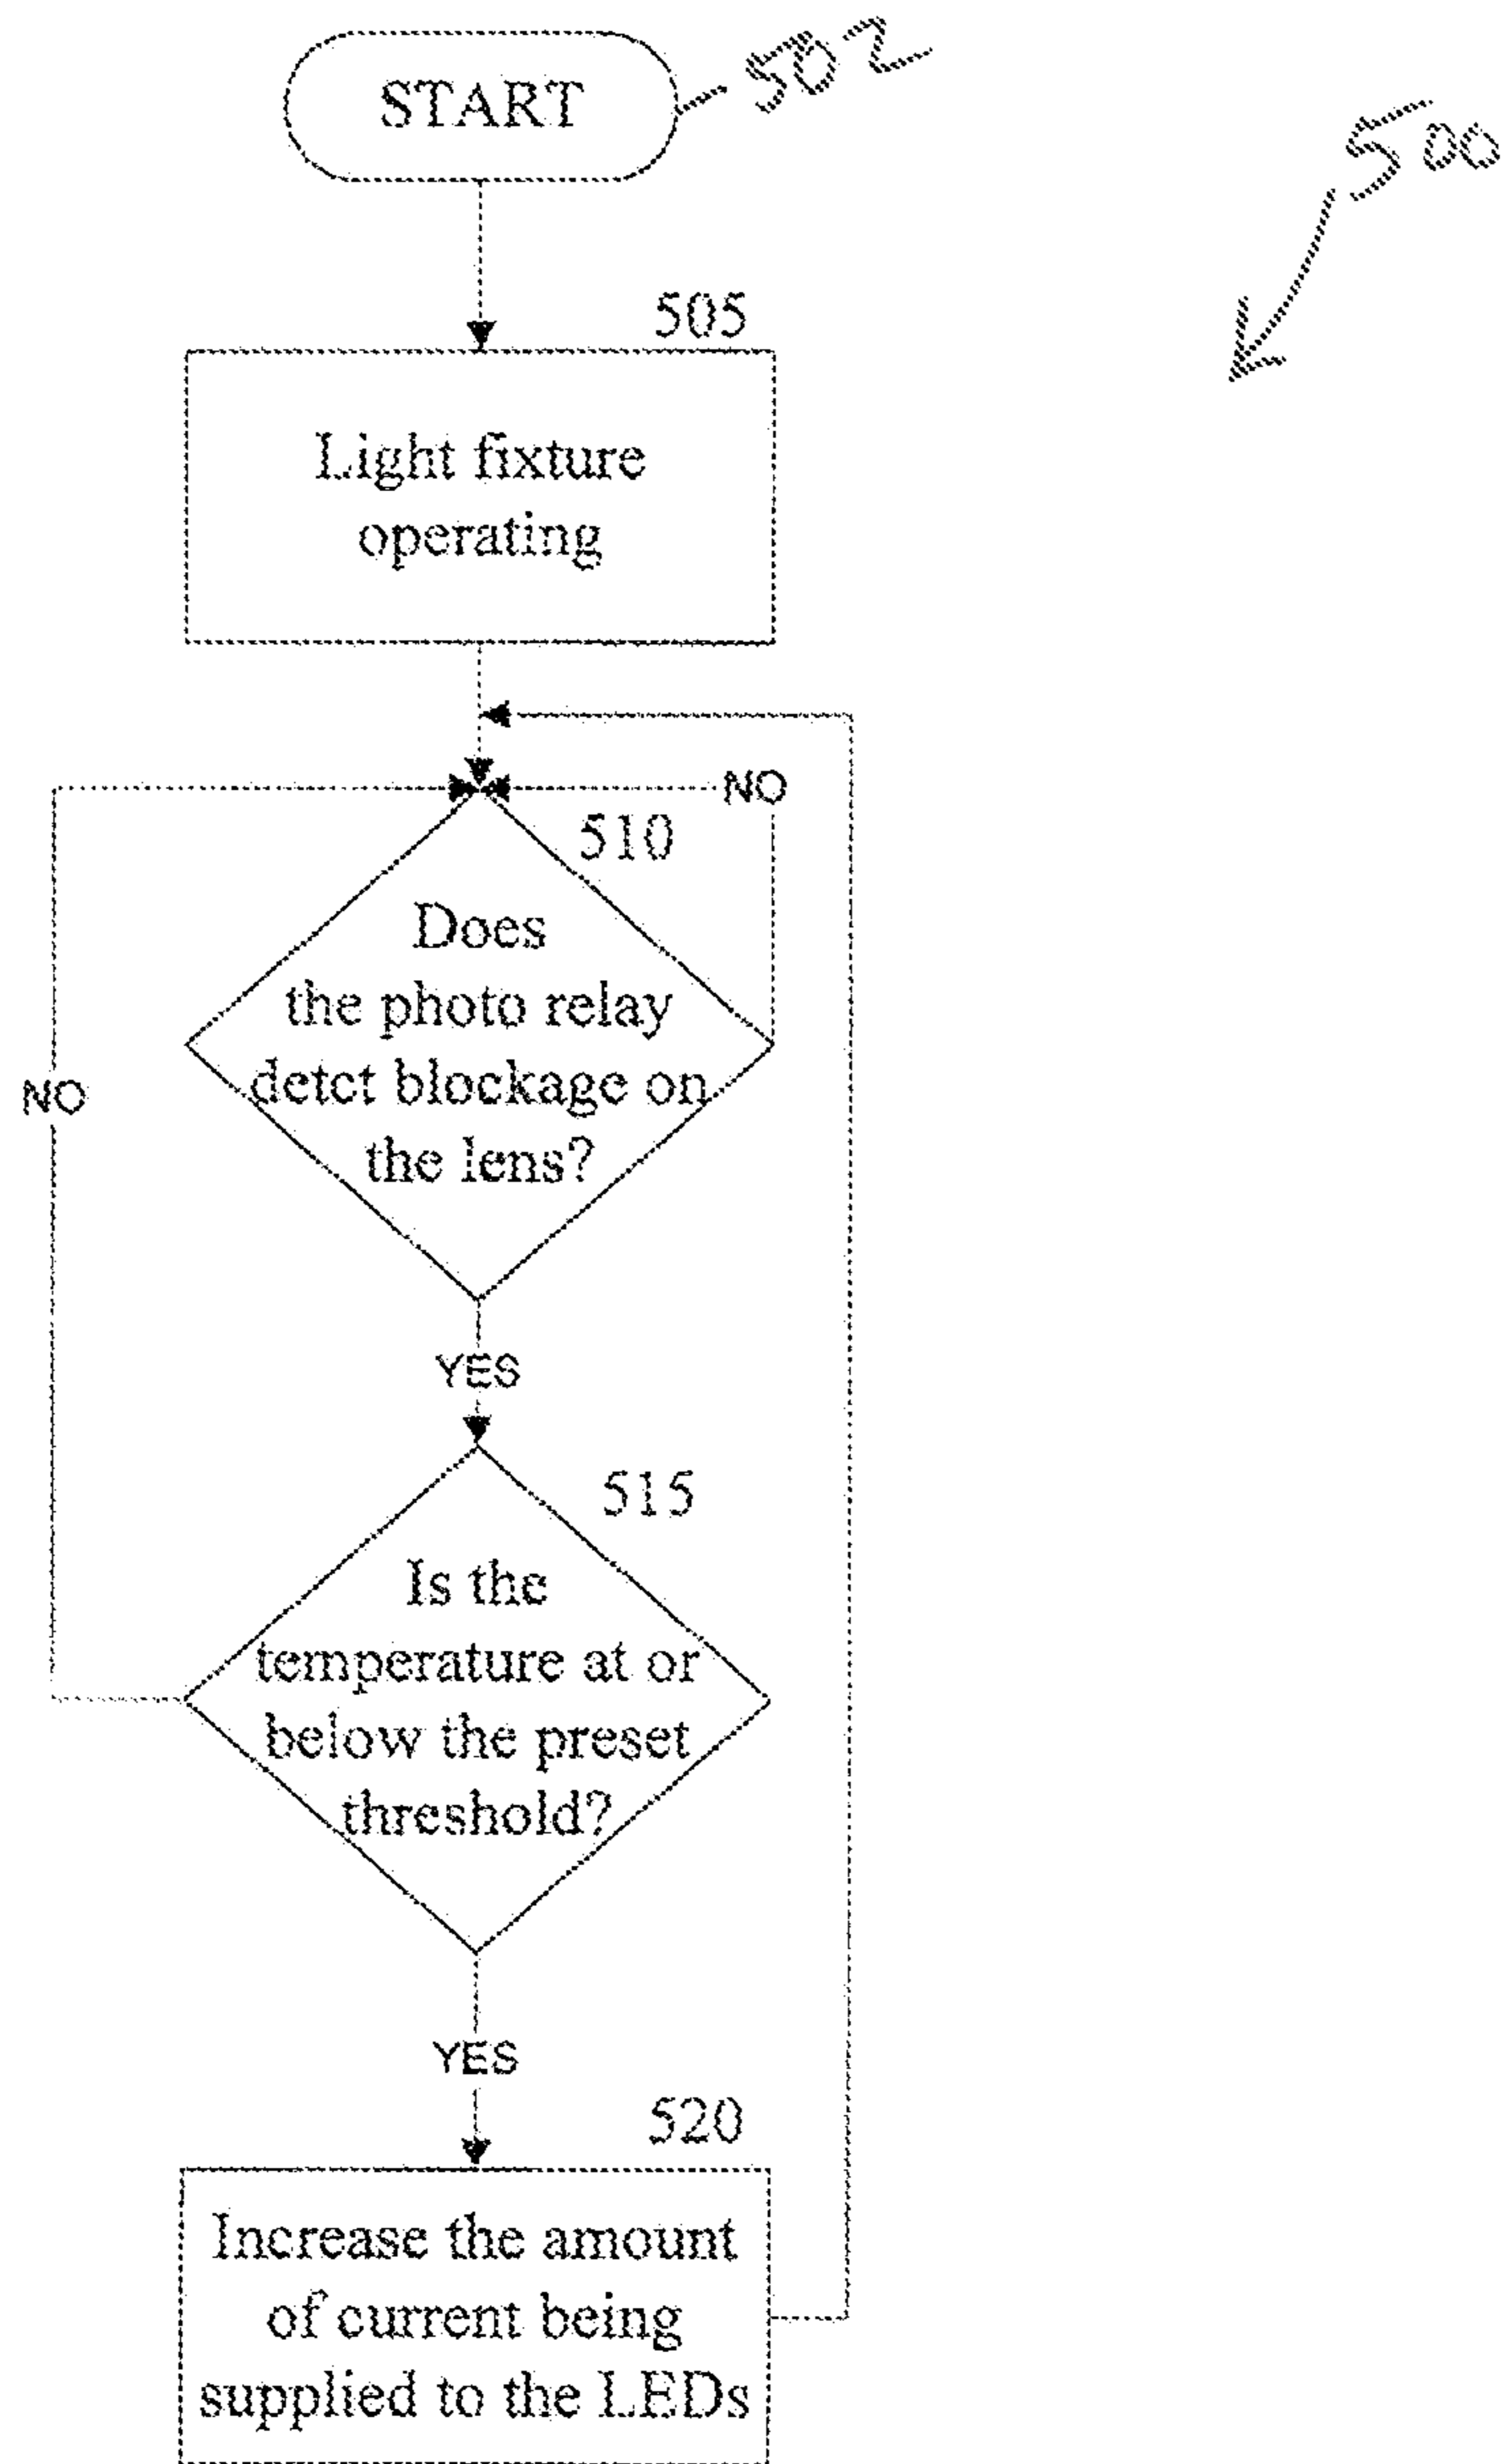 START
502
500
505
Light fixture
operating
NO
510
Does
the photo relay
detct blockage on
the lens?
NO
YES
515
Is the
temperature at or
below the preset
threshold?
YES
520
Increase the amount
of current being
supplied to the LEDs